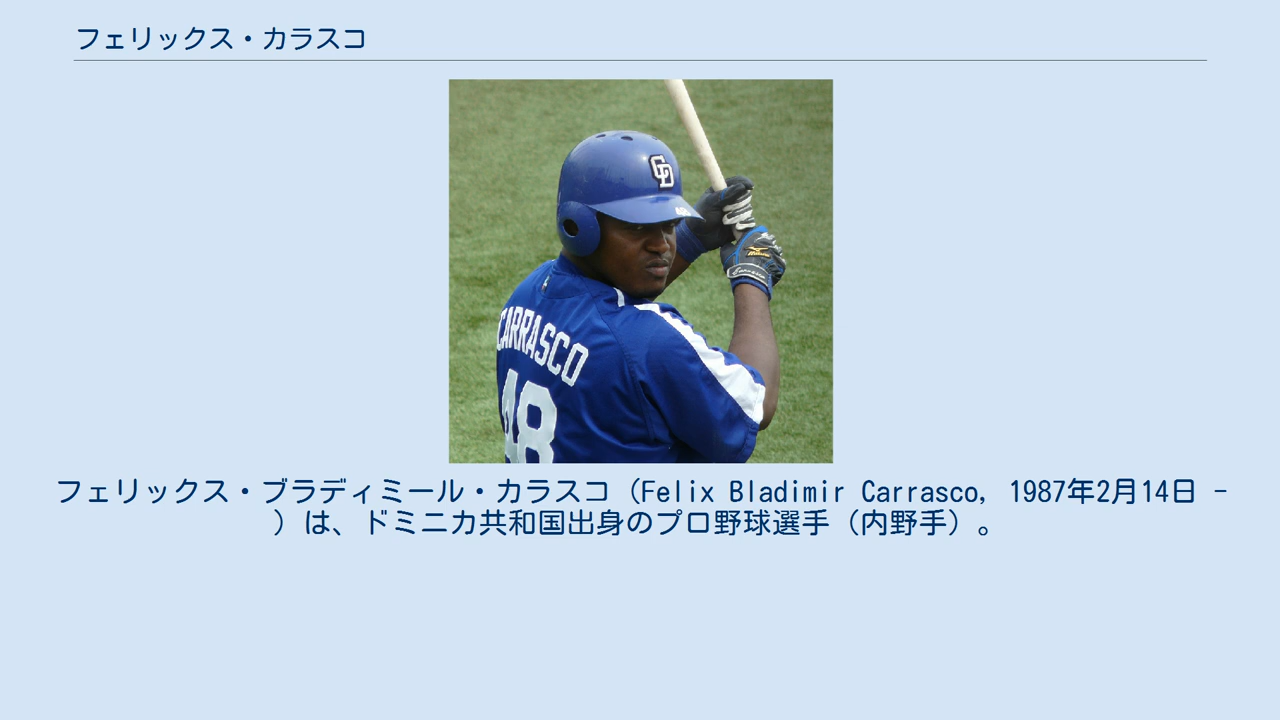 フェリックス・カラスコ
CARRASCO
48
フェリックス・ブラディミール・カラスコ（Felix Bladimir Carrasco, 1987年2月14日 -
）は、ドミニカ共和国出身のプロ野球選手（内野手）。